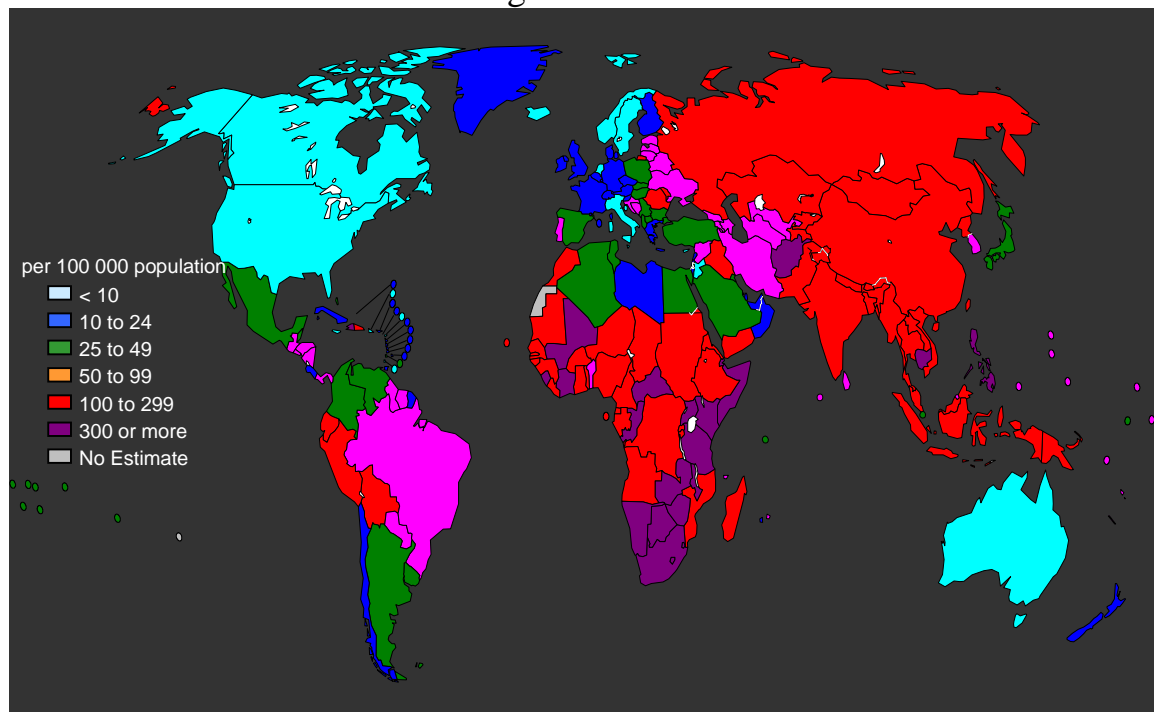 per 100 000 population
< 10
10 to 24
25 to 49
50 to 99
100 to 299
300 or more
No Estimate